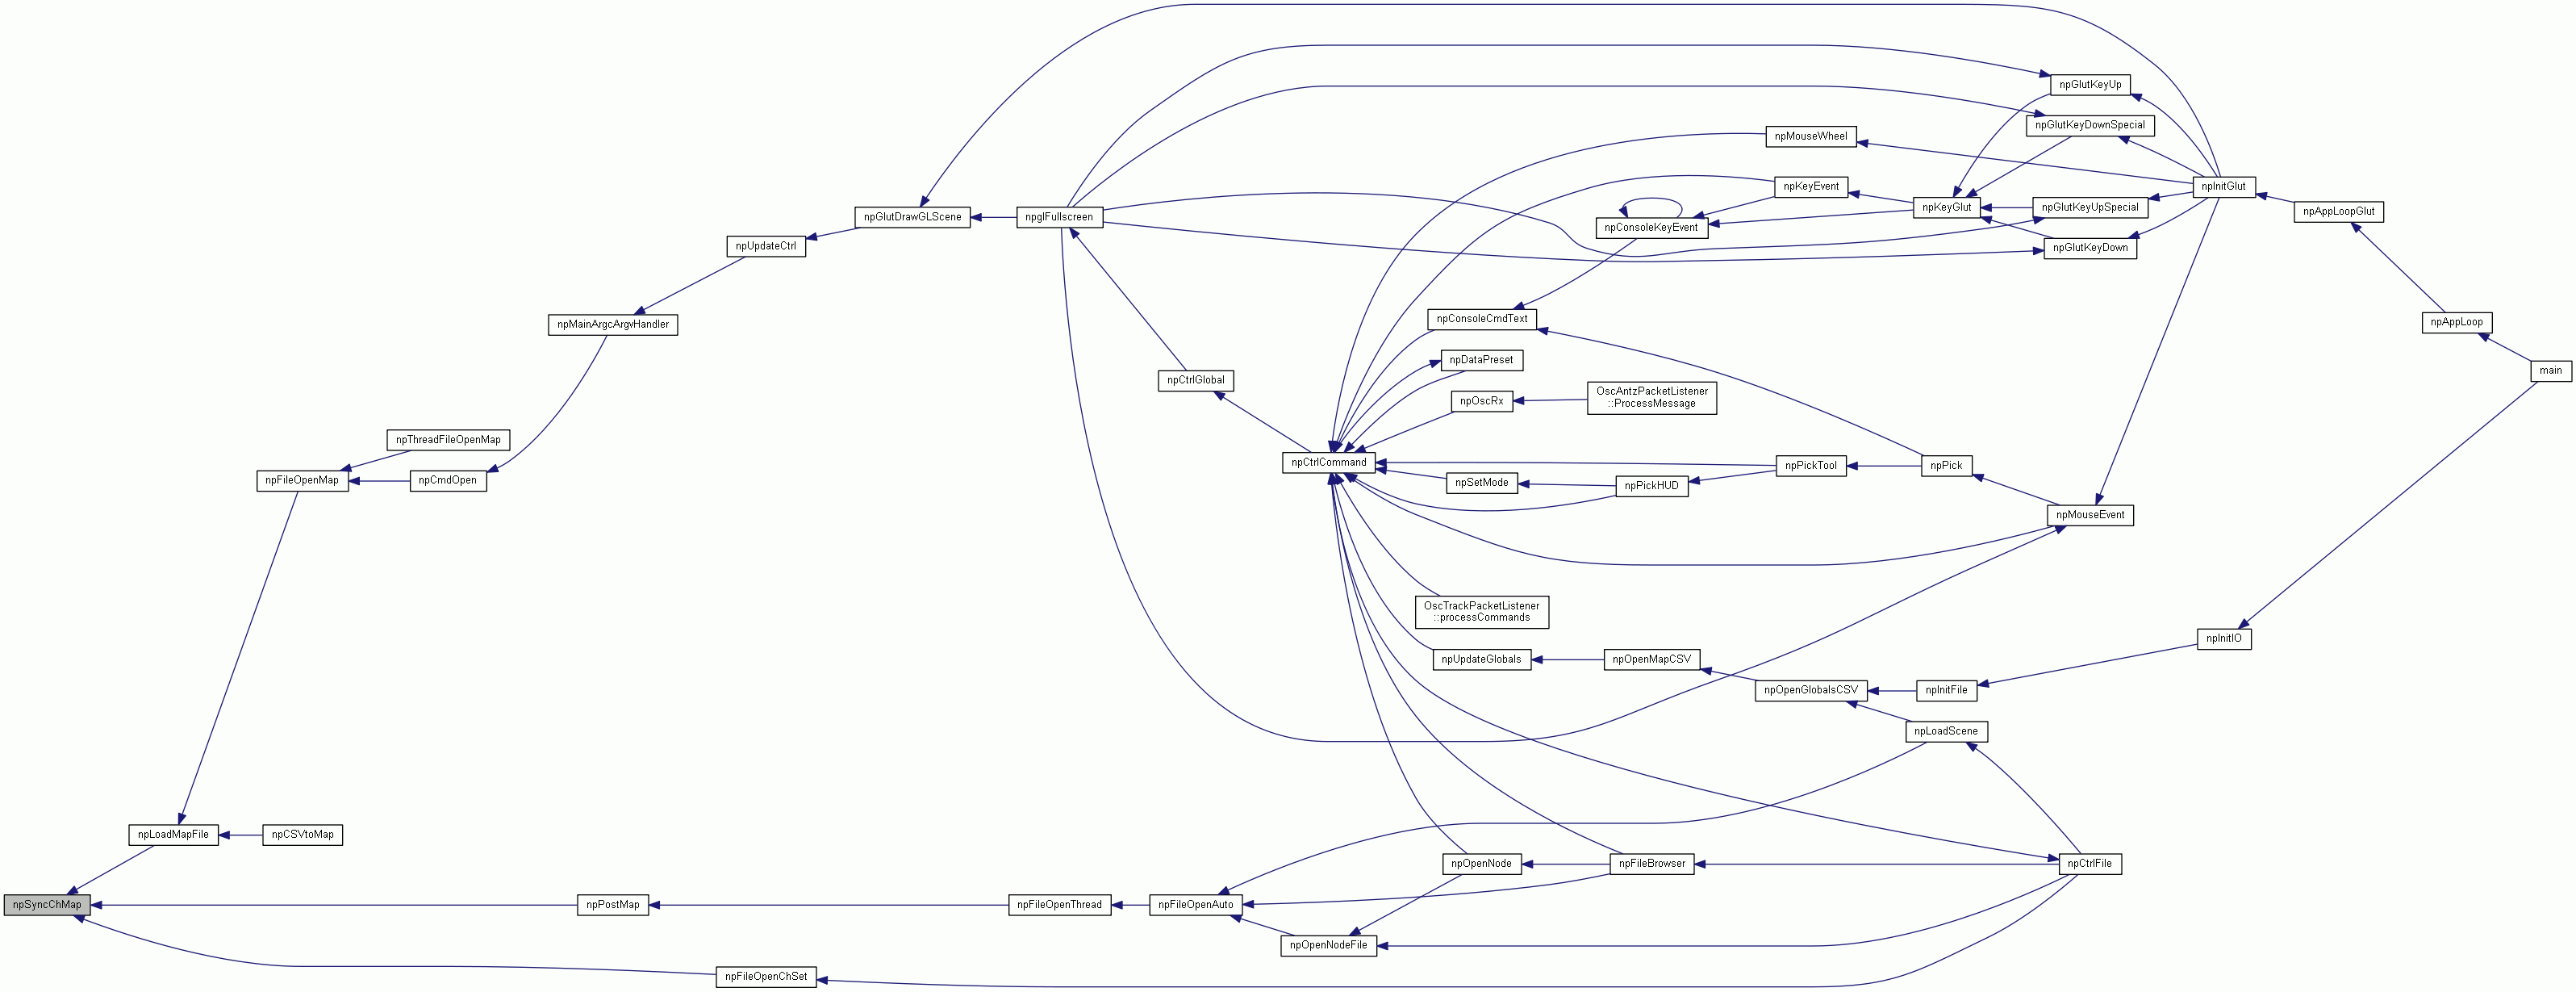 npGlutKeyUp
npGlutKeyDownSpecial
npMouseWheel
npKeyEvent
npInitGlut
npKeyGlut
npGlutKeyUpSpecial
npAppLoopGlut
npGlutDrawGLScene
npglFullscreen
npConsoleKeyEvent
npUpdateCtrl
npGlutKeyDown
npMainArgcArgvHandler
npConsoleCmdText
npAppLoop
npDataPreset
main
npCtrlGlobal
npOscRx
OscAntzPacketListener
::ProcessMessage
npThreadFileOpenMap
npCtrlCommand
npPickTool
npPick
npFileOpenMap
npCmdOpen
npSetMode
npPickHUD
npMouseEvent
OscTrackPacketListener
::processCommands
npInitIO
npUpdateGlobals
npOpenMapCSV
npOpenGlobalsCSV
npInitFile
npLoadScene
npLoadMapFile
npCSVtoMap
npOpenNode
npFileBrowser
npCtrlFile
npSyncChMap
npPostMap
npFileOpenThread
npFileOpenAuto
npOpenNodeFile
npFileOpenChSet